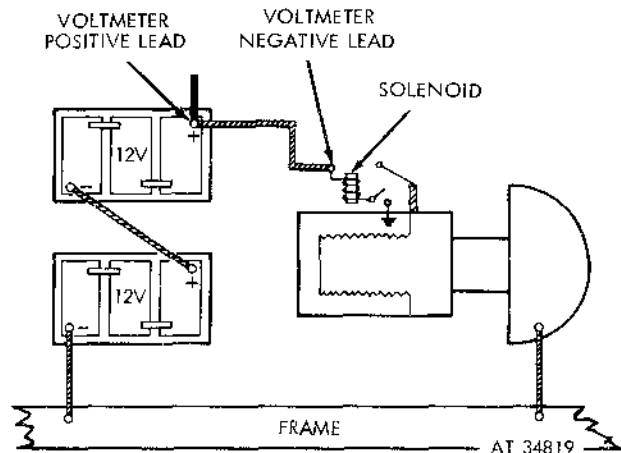 VOLTMETER
POSITIVE LEAD
VOLTMETER
NEGATIVE LEAD
SOLENOID
+
12V
-
+
12V
-
FRAME
AT 34819